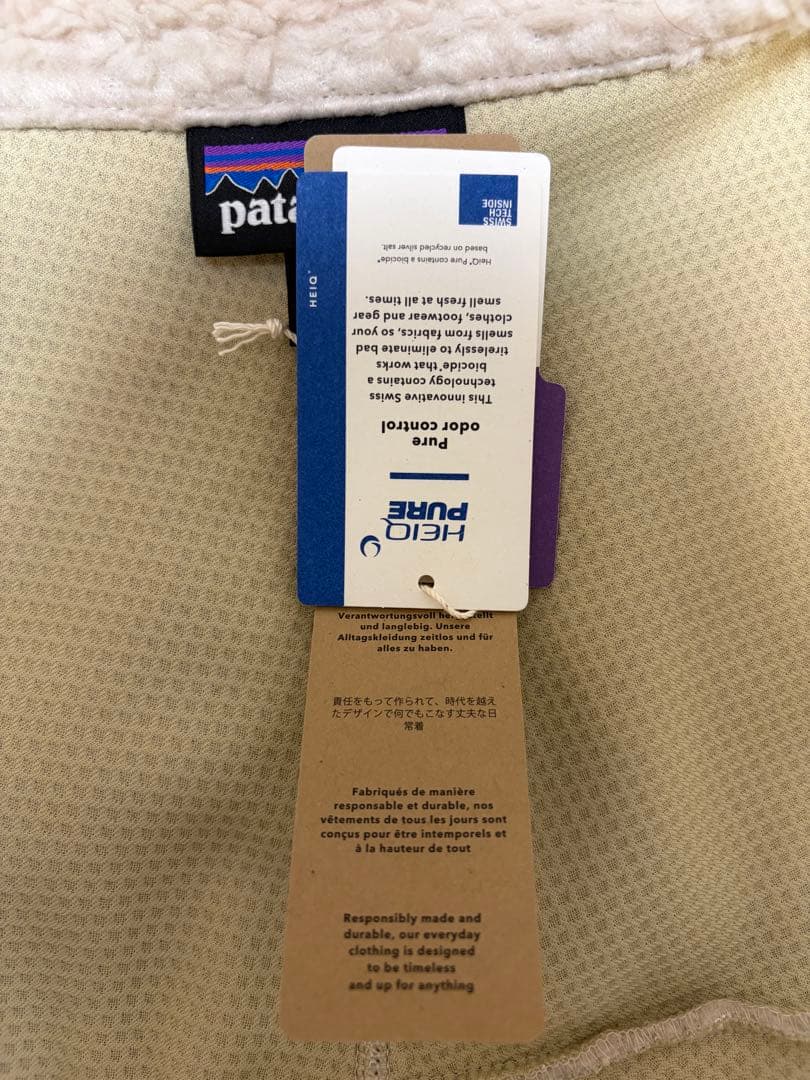 pata
HEIQ
PURE
Pure
odor control
This innovative Swiss
technology contains a
biocide* that works
tirelessly to eliminate bad
smells from fabrics, so your
clothes, footwear and gear
smell fresh at all times.
HeiQ® Pure contains a biocide*
based on recycled silver salt.
SWISS
TECH
INSIDE
HEIQ®
Verantwortungsvoll
und langlebig. Unsere
Alltagskleidung zeitlos und für
alles zu haben.
責任をもって作られて、時代を越え
たデザインで何でもこなす丈夫な日
常着
Fabriqués de manière
responsable et durable, nos
vêtements de tous les jours sont
conçus pour être intemporels et
à la hauteur de tout
Responsibly made and
durable, our everyday
clothing is designed
to be timeless
and up for anything